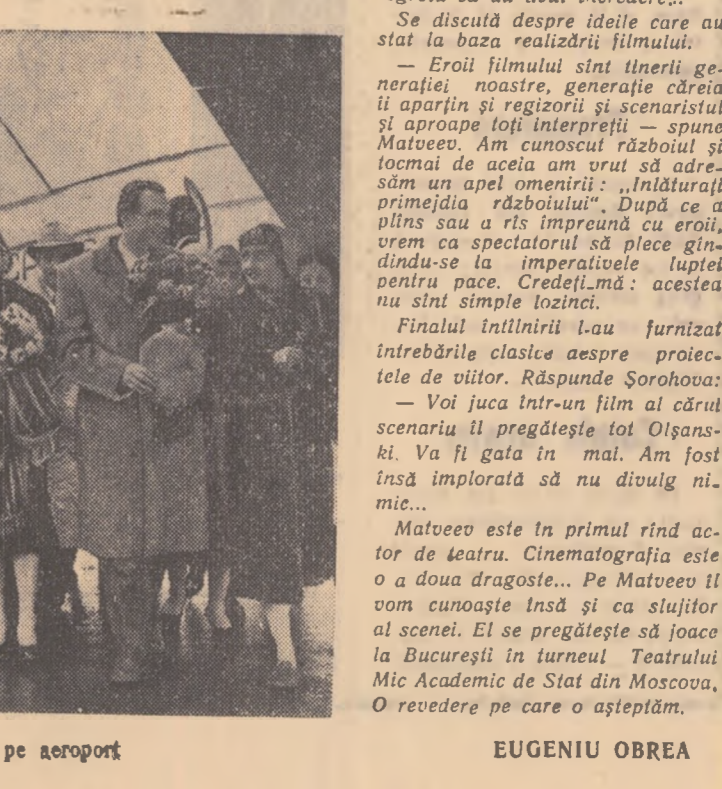 Se discută despre ideile care au
stat la baza realizării filmului.
— Eroii filmului sînt tinerii ge-
nerației noastre, generație căreia
îi aparțin și regizorii și scenaristul
și aproape toți interpreții — spune
Matveev. Am cunoscut războiul și
tocmai de aceia am vrut să adre-
săm un apel omenirii: „Inlăturați
primejdia războiului“. După ce a
plîns sau a rîs împreună cu eroii,
vrem ca spectatorul să plece gîn-
dindu-se la imperativele luptei
pentru pace. Credeți-mă: acestea
nu sînt simple lozinci.
Finalul întîlnirii l-au furnizat
întrebările clasice despre proiec-
tele de viitor. Răspunde Șorohova:
— Voi juca într-un film al cărui
scenariu îl pregătește tot Olșans-
ki. Va fi gata în mai. Am fost
însă implorată să nu divulg ni-
mic...
Matveev este în primul rînd ac-
tor de teatru. Cinematografia este
o a doua dragoste... Pe Matveev îl
vom cunoaște însă și ca slujitor
al scenei. El se pregătește să joace
la București în turneul Teatrului
Mic Academic de Stat din Moscova.
O revedere pe care o așteptăm.
EUGENIU OBREA
pe aeroport